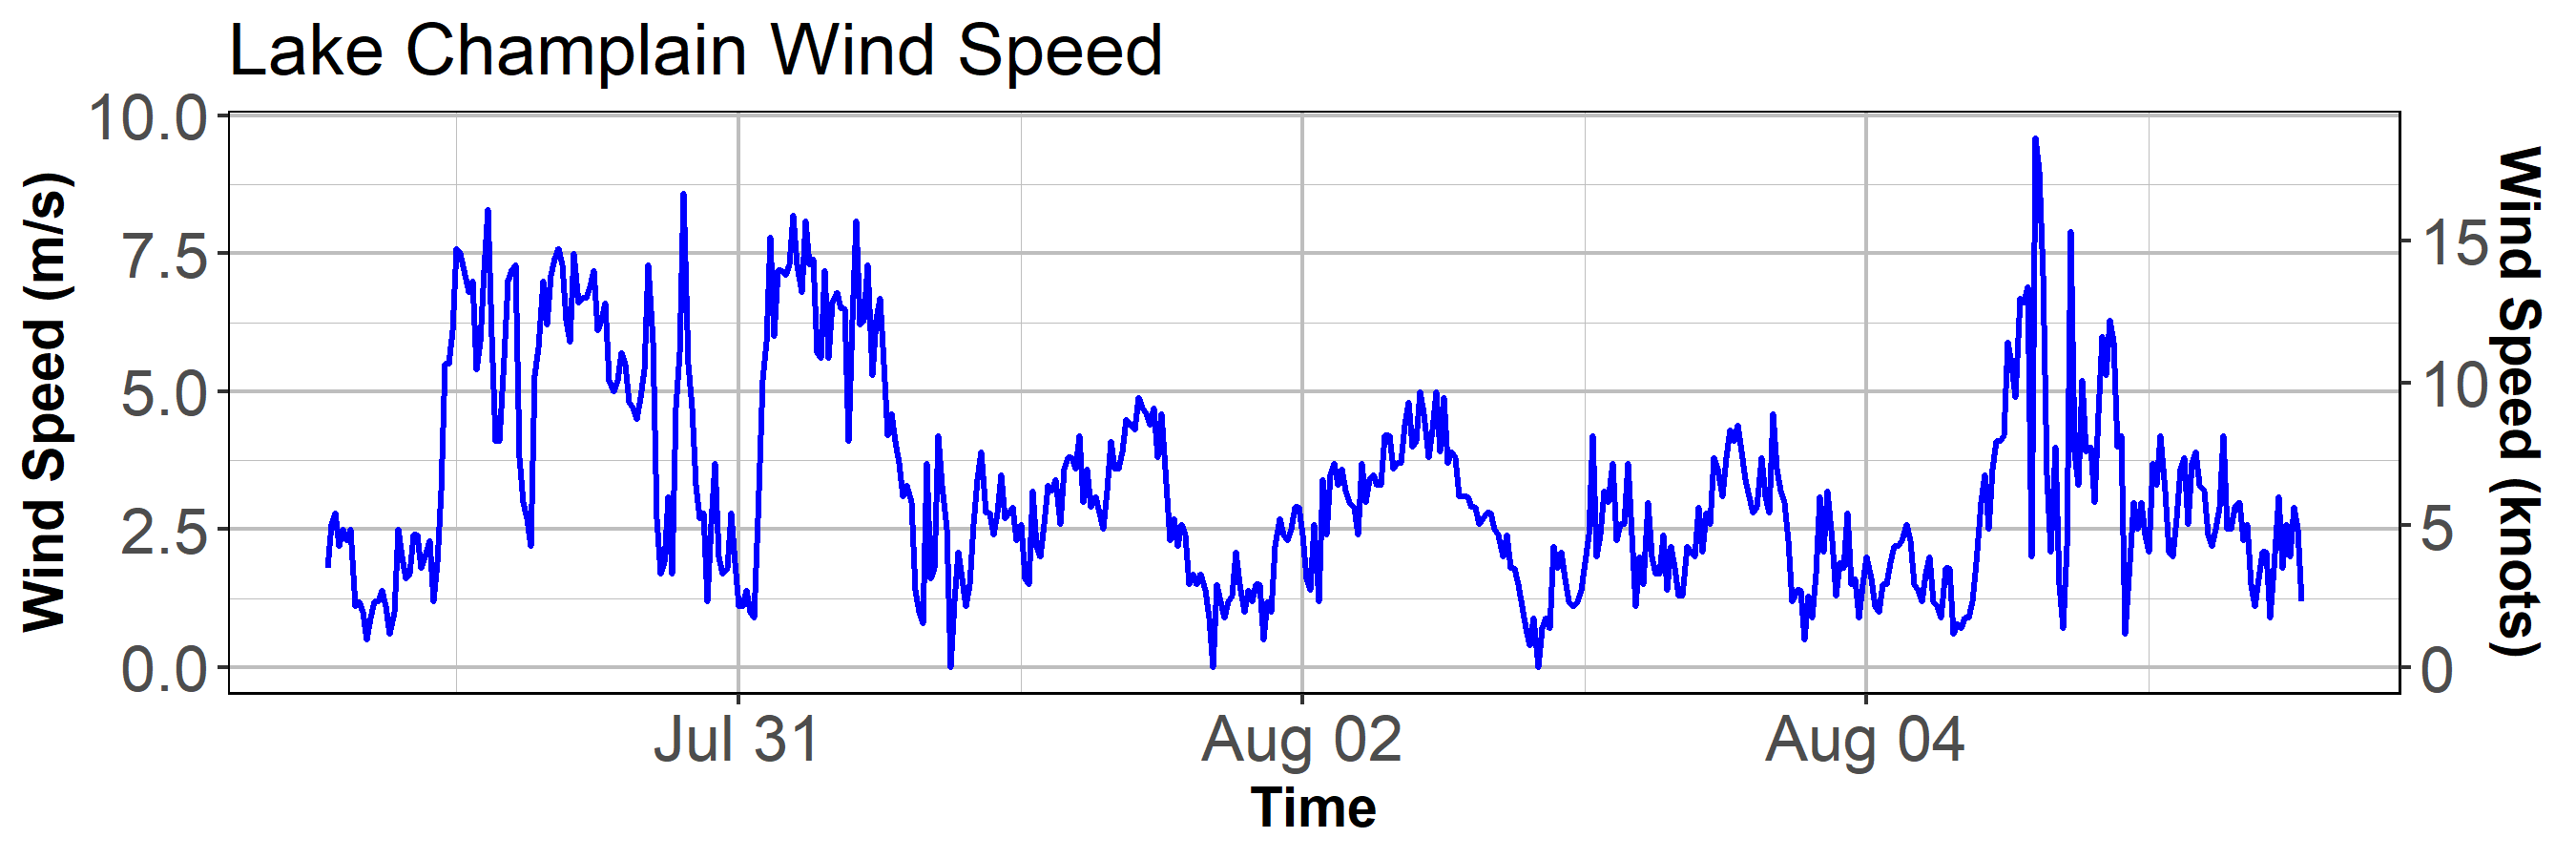 Lake Champlain Wind Speed
10.0
7.5
5.0
2.5
0.0
Wind Speed (m/s)
15
10
5
0
Wind Speed (knots)
Jul 31
Aug 02
Aug 04
Time